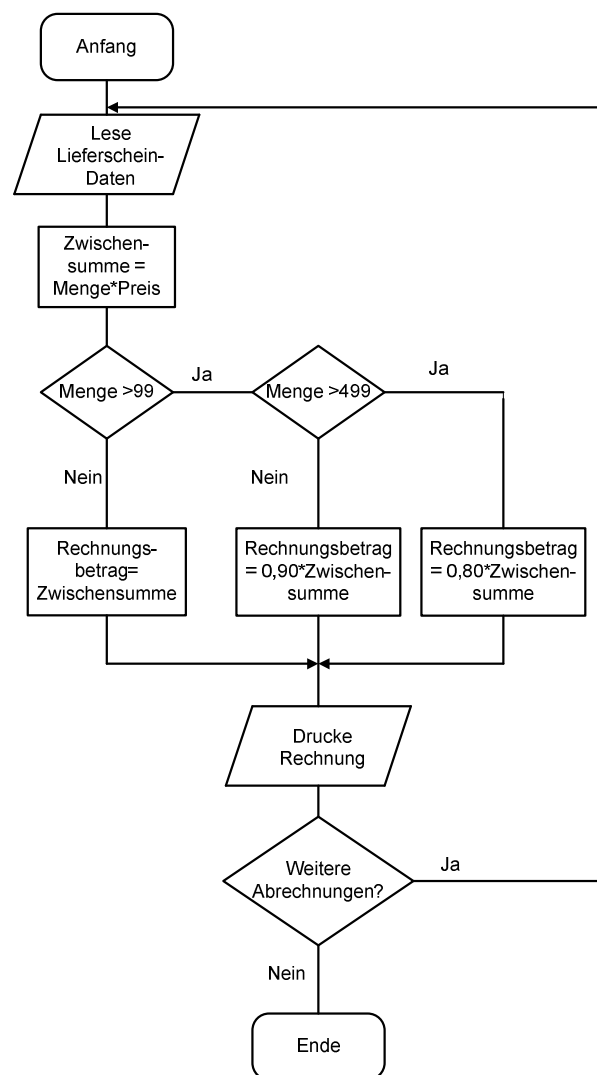 Anfang
Lese
Lieferschein-
Daten
Zwischen-
summe =
Menge*Preis
Menge >99
Ja
Menge >499
Ja
Nein
Nein
Rechnungs-
betrag=
Zwischensumme
Rechnungsbetrag
= 0,90*Zwischen-
summe
Rechnungsbetrag
= 0,80*Zwischen-
summe
Drucke
Rechnung
Weitere
Abrechnungen?
Ja
Nein
Ende